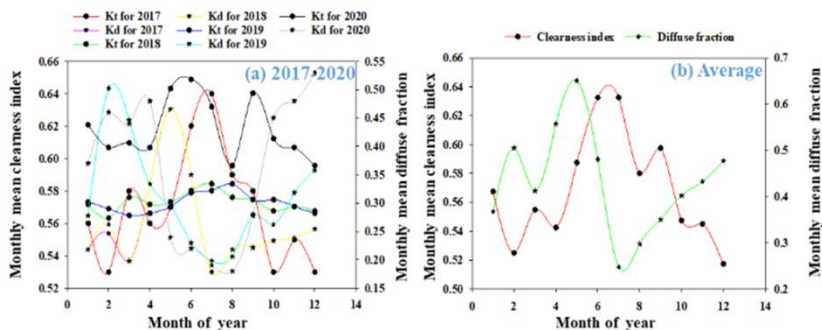 Kt for 2017 Kd for 2018 Kt for 2020
Kd for 2017 Kt for 2019 Kd for 2020
Kt for 2018 Kd for 2019
(a) 2017-2020
Monthly mean clearness index
0.66
0.64
0.62
0.60
0.58
0.56
0.54
0.52
0.55
0.50
0.45
0.40
0.35
0.30
0.25
0.20
0.15
Monthly mean diffuse fraction
0 2 4 6 8 10 12 14
Month of year
Clearness index Diffuse fraction
(b) Average
Monthly mean clearness index
0.66
0.64
0.62
0.60
0.58
0.56
0.54
0.52
0.50
0.7
0.6
0.5
0.4
0.3
0.2
Monthly mean diffuse fraction
0 2 4 6 8 10 12 14
Month of year